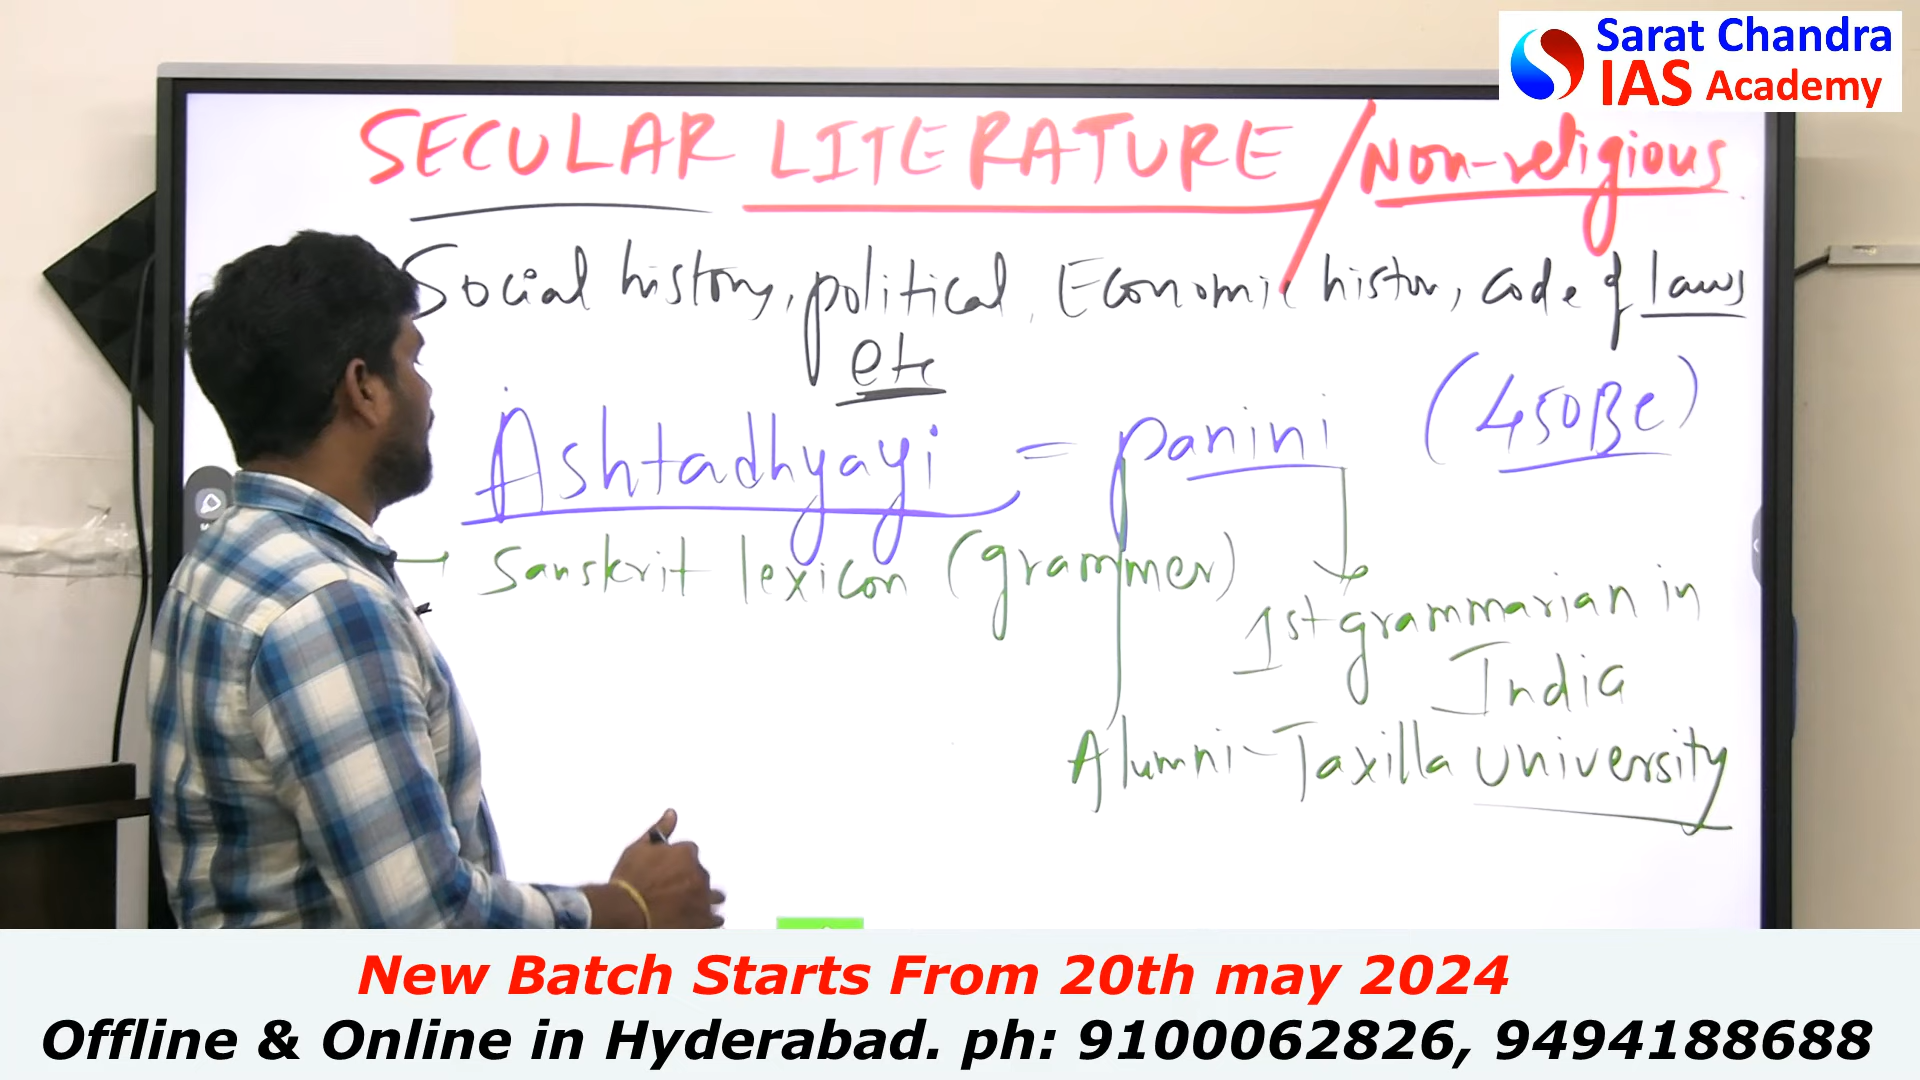 Sarat Chandra
IAS Academy
SECULAR LITERATURE / Non-religious
Social history, political, Economic histor, code of laws
etc
Ashtadhyayi = panini (450BC)
→ Sanskrit lexicon (grammer)
1st grammarian in
India
Alumni - Taxilla University
New Batch Starts From 20th may 2024
Offline & Online in Hyderabad. ph: 9100062826, 9494188688